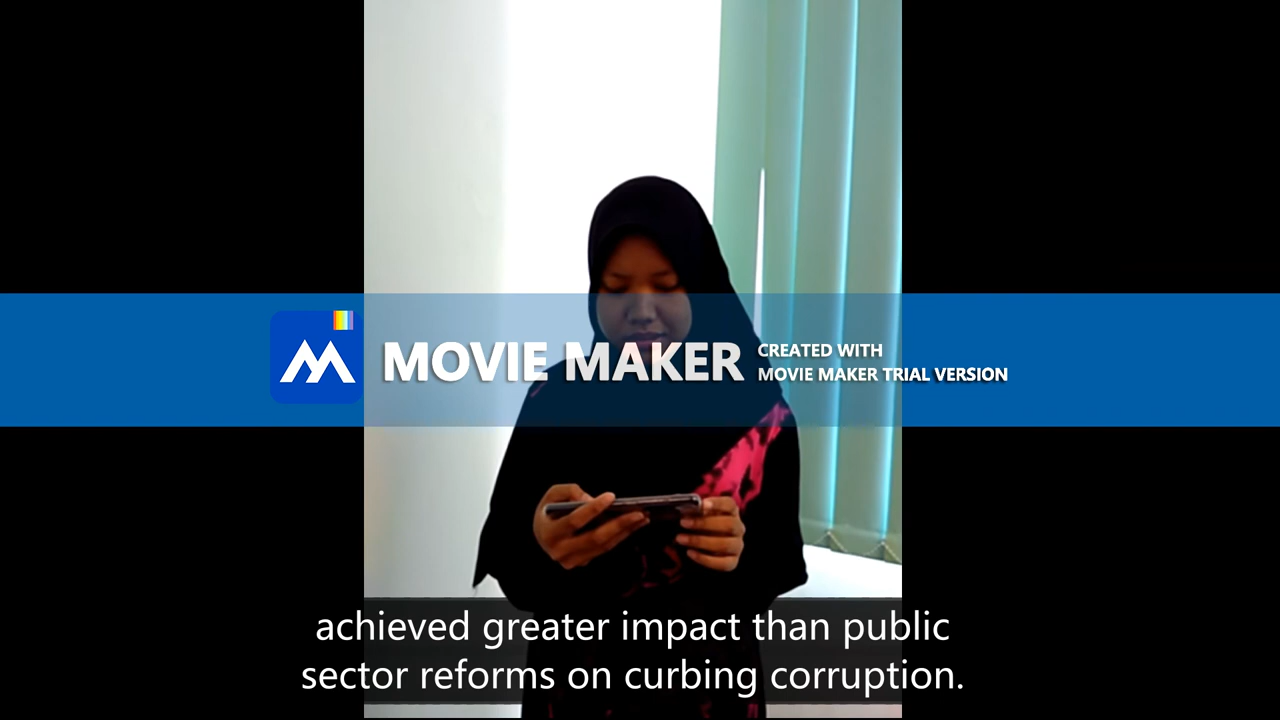 MOVIE MAKER
CREATED WITH
MOVIE MAKER TRIAL VERSION
achieved greater impact than public
sector reforms on curbing corruption.